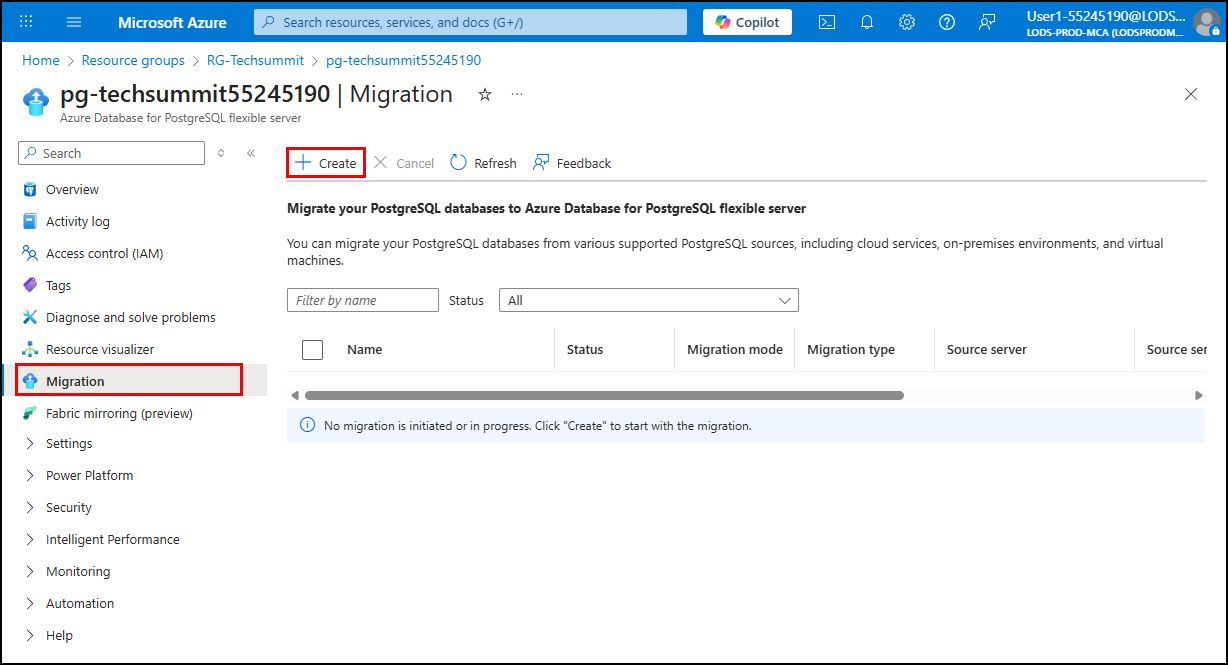 Microsoft Azure
Search resources, services, and docs (G+/)
Copilot
User1-55245190@LODS...
LODS-PROD-MCA (LODSPRODM...
Home > Resource groups > RG-Techsummit > pg-techsummit55245190
pg-techsummit55245190 | Migration
Azure Database for PostgreSQL flexible server
Search
Overview
Activity log
Access control (IAM)
Tags
Diagnose and solve problems
Resource visualizer
Migration
Fabric mirroring (preview)
Settings
Power Platform
Security
Intelligent Performance
Monitoring
Automation
Help
Create Cancel Refresh Feedback
Migrate your PostgreSQL databases to Azure Database for PostgreSQL flexible server
You can migrate your PostgreSQL databases from various supported PostgreSQL sources, including cloud services, on-premises environments, and virtual
machines.
Filter by name Status All
Name Status Migration mode Migration type Source server Source ser
No migration is initiated or in progress. Click "Create" to start with the migration.